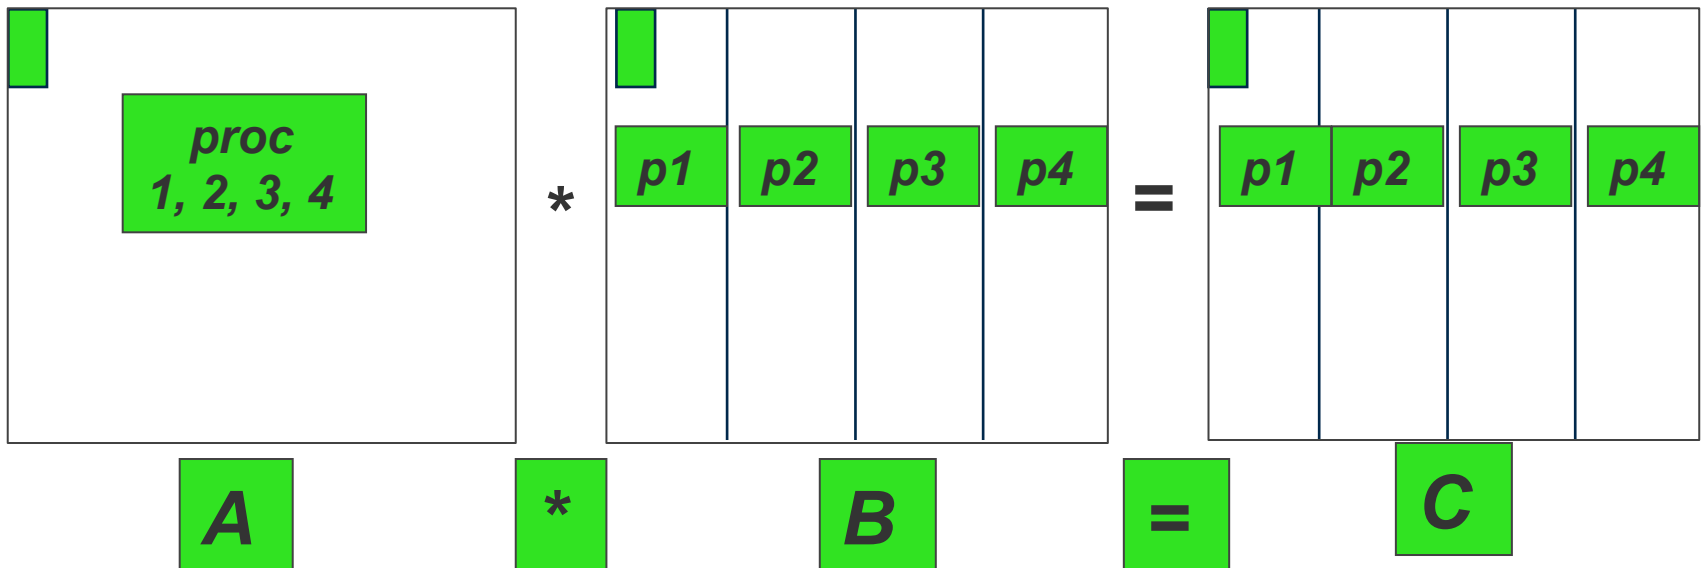 proc
1, 2, 3, 4
*
p1 p2 p3 p4
=
p1 p2 p3 p4
A * B = C